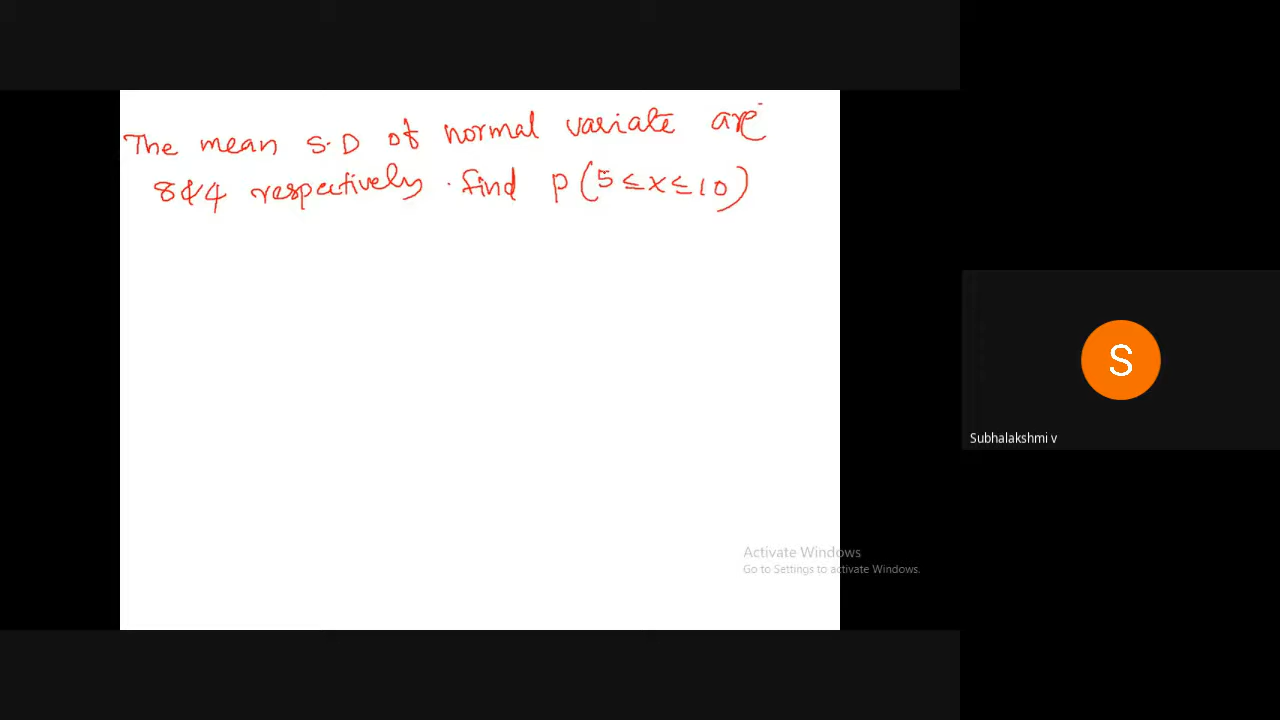 The mean S.D of normal variate are
8 & 4 respectively. find p(5 ≤ x ≤ 10)
S
Subhalakshmi v
Activate Windows
Go to Settings to activate Windows.